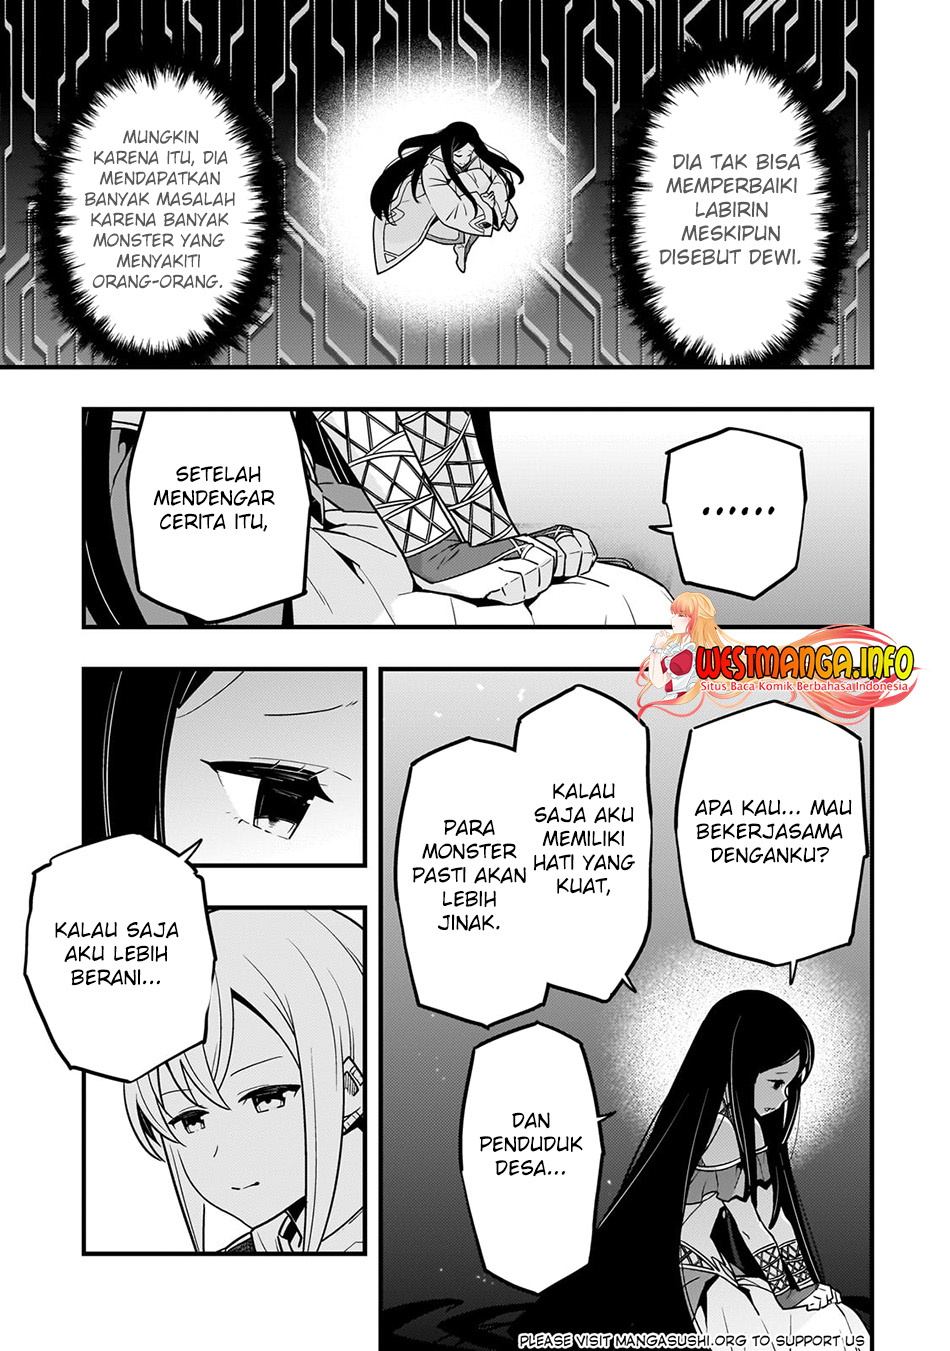 DIA TAK BISA
MEMPERBAIKI
LABIRIN
MESKIPUN
DISEBUT DEWI.
MUNGKIN
KARENA ITU, DIA
MENDAPATKAN
BANYAK MASALAH
KARENA BANYAK
MONSTER YANG
MENYAKITI
ORANG-ORANG.
......
SETELAH
MENDENGAR
CERITA ITU,
WESTMANGA.INFO
Situs Baca Komik Berbahasa Indonesia
APA KAU... MAU
BEKERJASAMA
DENGANKU?
KALAU
SAJA AKU
MEMILIKI
HATI YANG
KUAT,
PARA
MONSTER
PASTI AKAN
LEBIH
JINAK.
DAN
PENDUDUK
DESA...
KALAU SAJA
AKU LEBIH
BERANI...
PLEASE VISIT MANGASUSHI.ORG TO SUPPORT US